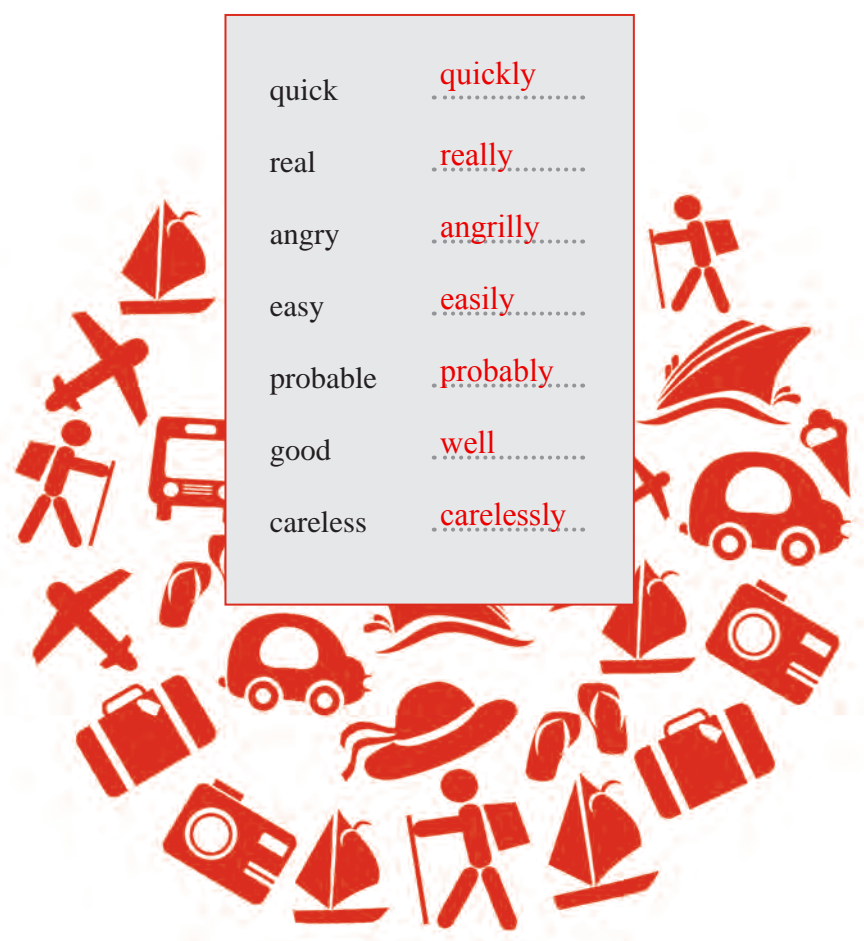 quick quickly
real really
angry angrilly
easy easily
probable probably
good well
careless carelessly